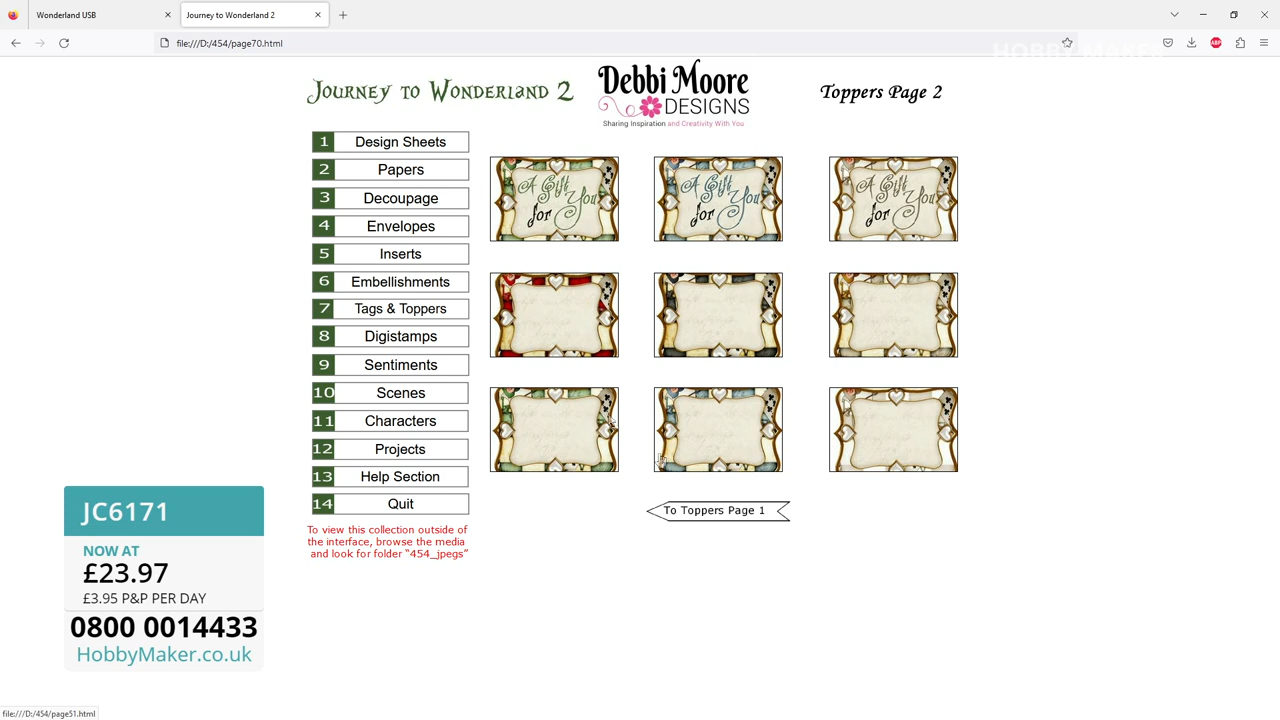 Wonderland USB
Journey to Wonderland 2
file:///D:/454/page70.html
HOBBY MAKER
Journey to Wonderland 2
Debbi Moore
DESIGNS
Sharing Inspiration and Creativity With You
Toppers Page 2
1 Design Sheets
2 Papers
3 Decoupage
4 Envelopes
5 Inserts
6 Embellishments
7 Tags & Toppers
8 Digistamps
9 Sentiments
10 Scenes
11 Characters
12 Projects
13 Help Section
14 Quit
To view this collection outside of
the interface, browse the media
and look for folder “454_jpegs”
A Gift
for You
A Gift
for You
A Gift
for You
To Toppers Page 1
JC6171
NOW AT
£23.97
£3.95 P&P PER DAY
0800 0014433
HobbyMaker.co.uk
file:///D:/454/page51.html